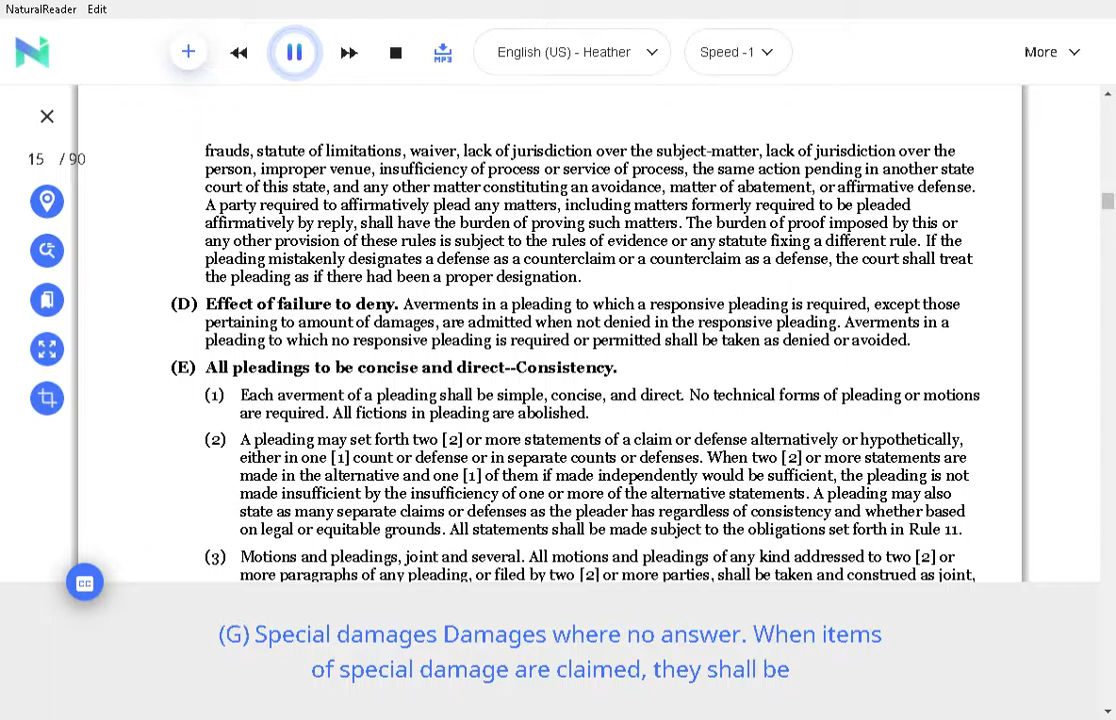 NaturalReader Edit
MP3
English (US) - Heather
Speed -1
More
15 / 90
frauds, statute of limitations, waiver, lack of jurisdiction over the subject-matter, lack of jurisdiction over the
person, improper venue, insufficiency of process or service of process, the same action pending in another state
court of this state, and any other matter constituting an avoidance, matter of abatement, or affirmative defense.
A party required to affirmatively plead any matters, including matters formerly required to be pleaded
affirmatively by reply, shall have the burden of proving such matters. The burden of proof imposed by this or
any other provision of these rules is subject to the rules of evidence or any statute fixing a different rule. If the
pleading mistakenly designates a defense as a counterclaim or a counterclaim as a defense, the court shall treat
the pleading as if there had been a proper designation.
(D) Effect of failure to deny. Averments in a pleading to which a responsive pleading is required, except those
pertaining to amount of damages, are admitted when not denied in the responsive pleading. Averments in a
pleading to which no responsive pleading is required or permitted shall be taken as denied or avoided.
(E) All pleadings to be concise and direct--Consistency.
(1) Each averment of a pleading shall be simple, concise, and direct. No technical forms of pleading or motions
are required. All fictions in pleading are abolished.
(2) A pleading may set forth two [2] or more statements of a claim or defense alternatively or hypothetically,
either in one [1] count or defense or in separate counts or defenses. When two [2] or more statements are
made in the alternative and one [1] of them if made independently would be sufficient, the pleading is not
made insufficient by the insufficiency of one or more of the alternative statements. A pleading may also
state as many separate claims or defenses as the pleader has regardless of consistency and whether based
on legal or equitable grounds. All statements shall be made subject to the obligations set forth in Rule 11.
(3) Motions and pleadings, joint and several. All motions and pleadings of any kind addressed to two [2] or
more paragraphs of any pleading, or filed by two [2] or more parties, shall be taken and construed as joint,
CC
(G) Special damages Damages where no answer. When items
of special damage are claimed, they shall be